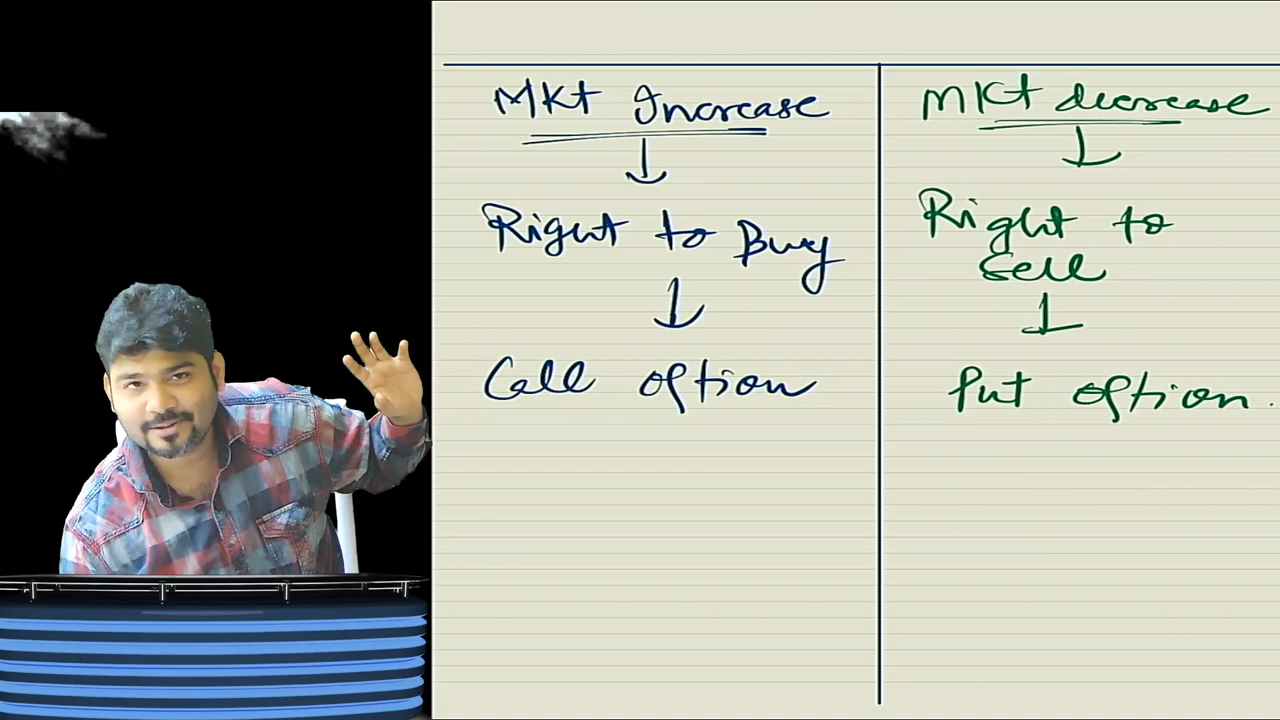 MKt Increase
Right to Buy
Call option
MKt decrease
Right to
Sell
Put option.